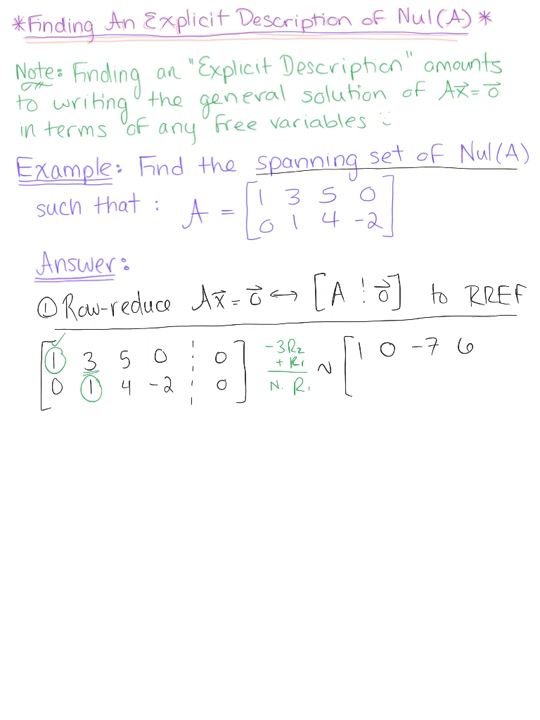 *Finding An Explicit Description of Nul(A)*
Note: Finding an "Explicit Description" amounts
to writing the general solution of Ax⃗=0⃗
in terms of any free variables :
Example: Find the spanning set of Nul(A)
such that : A = [1 3 5 0
0 1 4 -2]
Answer:
① Row-reduce Ax⃗=0⃗ ↔ [A ¦ 0⃗] to RREF
[1 3 5 0 ¦ 0
0 1 4 -2 ¦ 0]
-3R₂
+R₁
N. R₁
~ [1 0 -7 6